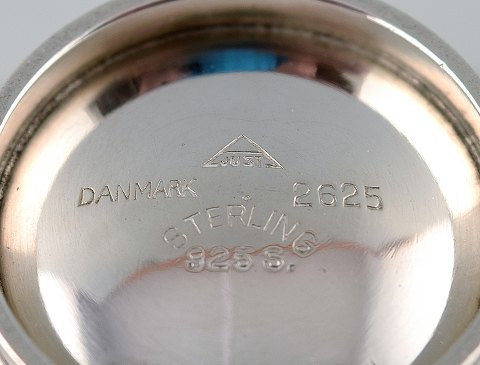 JUST
DANMARK 2625
STERLING
925 S.